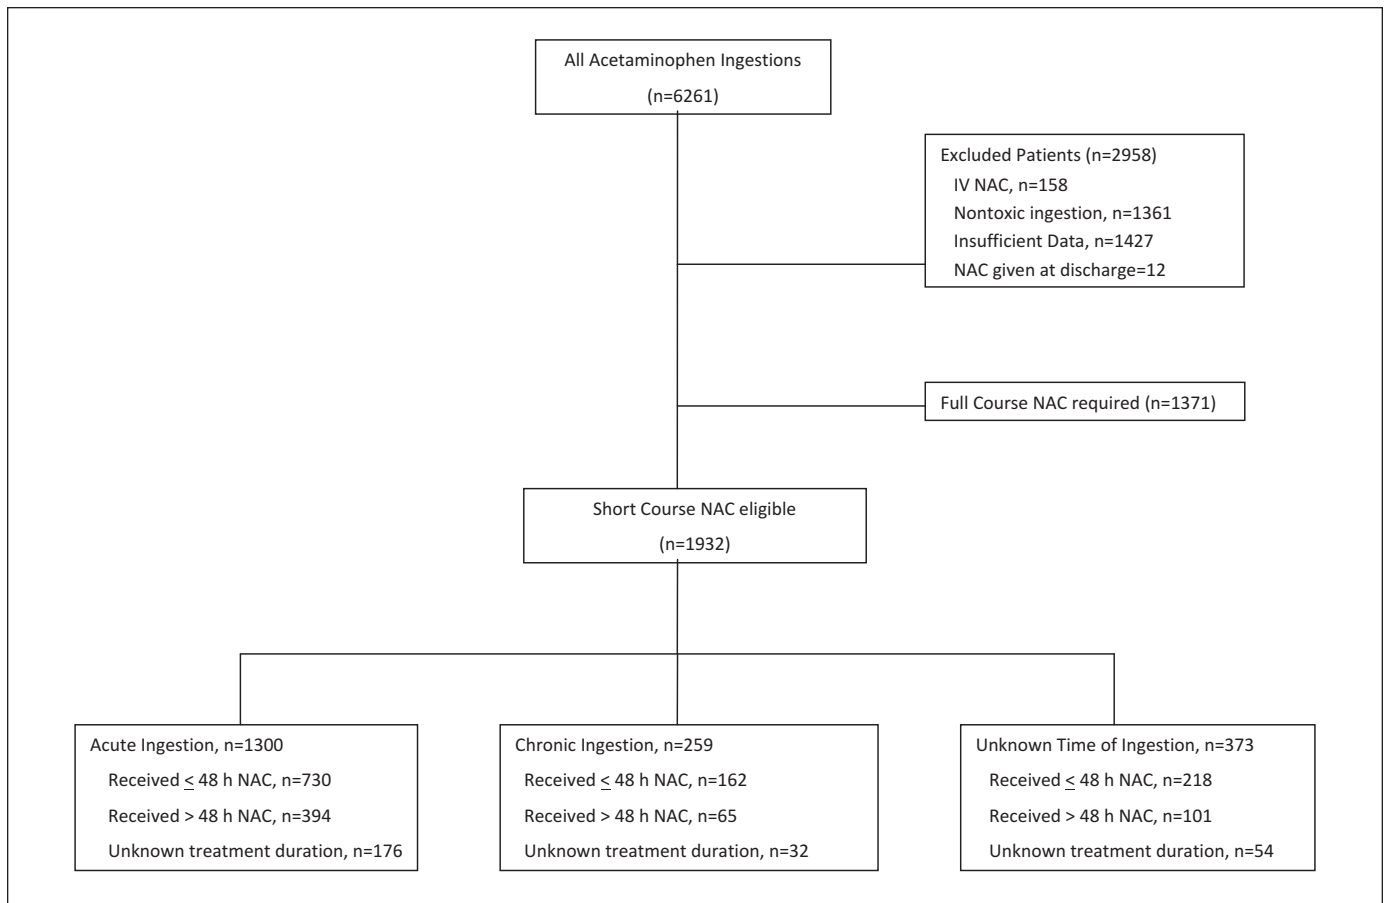 All Acetaminophen Ingestions
(n=6261)
Excluded Patients (n=2958)
IV NAC, n=158
Nontoxic ingestion, n=1361
Insufficient Data, n=1427
NAC given at discharge=12
Full Course NAC required (n=1371)
Short Course NAC eligible
(n=1932)
Acute Ingestion, n=1300
Received ≤ 48 h NAC, n=730
Received > 48 h NAC, n=394
Unknown treatment duration, n=176
Chronic Ingestion, n=259
Received ≤ 48 h NAC, n=162
Received > 48 h NAC, n=65
Unknown treatment duration, n=32
Unknown Time of Ingestion, n=373
Received ≤ 48 h NAC, n=218
Received > 48 h NAC, n=101
Unknown treatment duration, n=54